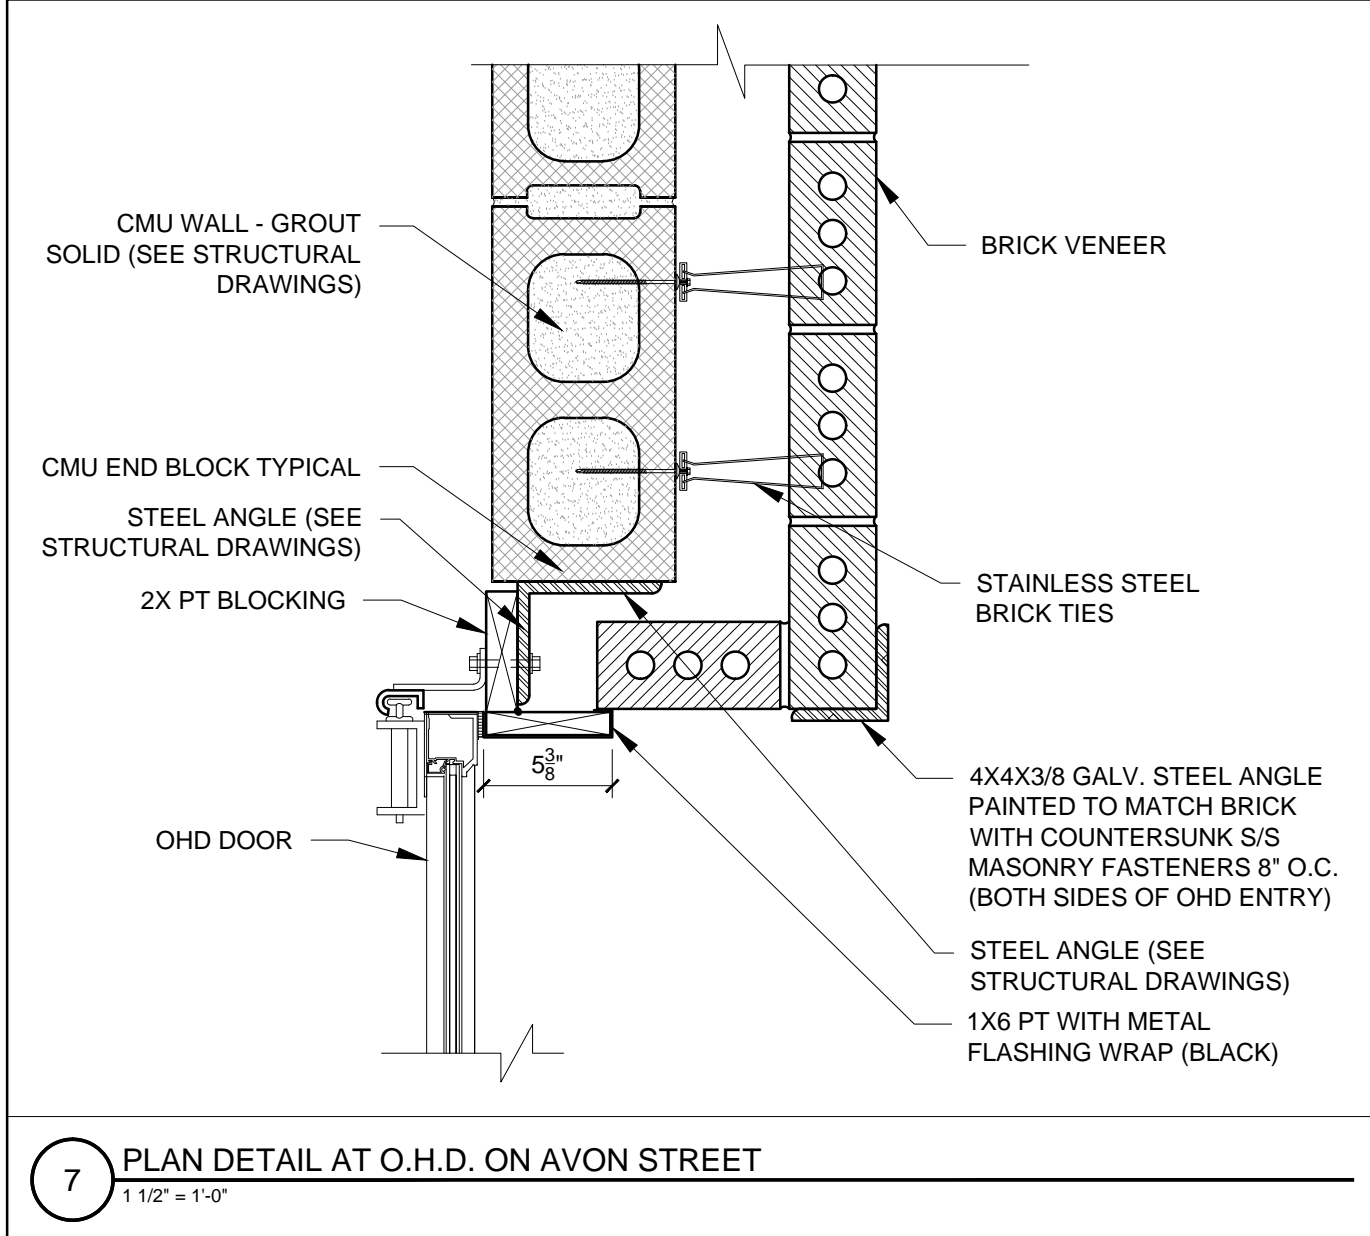 CMU WALL - GROUT
SOLID (SEE STRUCTURAL
DRAWINGS)
BRICK VENEER
CMU END BLOCK TYPICAL
STEEL ANGLE (SEE
STRUCTURAL DRAWINGS)
2X PT BLOCKING
STAINLESS STEEL
BRICK TIES
5 3/8"
OHD DOOR
4X4X3/8 GALV. STEEL ANGLE
PAINTED TO MATCH BRICK
WITH COUNTERSUNK S/S
MASONRY FASTENERS 8" O.C.
(BOTH SIDES OF OHD ENTRY)
STEEL ANGLE (SEE
STRUCTURAL DRAWINGS)
1X6 PT WITH METAL
FLASHING WRAP (BLACK)
7
PLAN DETAIL AT O.H.D. ON AVON STREET
1 1/2" = 1'-0"